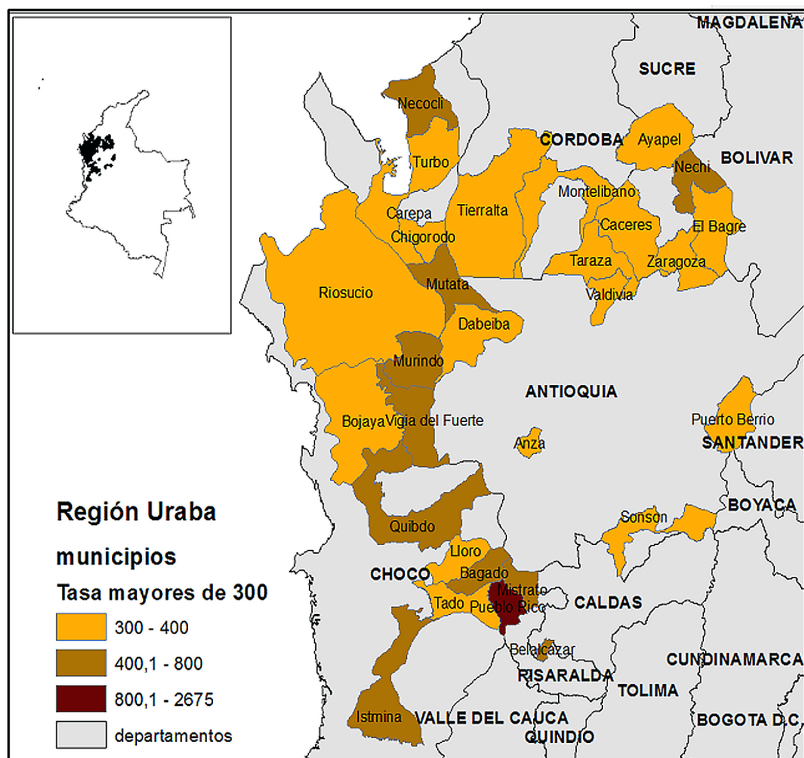 MAGDALENA
SUCRE
Necocli
CORDOBA
Ayapel
Turbo
BOLIVAR
Nechi
Montelibano
Carepa
Tierralta
Caceres
El Bagre
Chigorodo
Taraza
Zaragoza
Mutata
Riosucio
Valdivia
Dabeiba
Murindo
ANTIOQUIA
Bojaya
Vigia del Fuerte
Puerto Berrio
Anza
SANTANDER
Región Uraba
municipios
Tasa mayores de 300
300 - 400
400,1 - 800
800,1 - 2675
departamentos
BOYACA
Sonson
Quibdo
Lloro
CHOCO
Bagado
Mistrato
Tado
Pueblo Rico
CALDAS
Belalcazar
CUNDINAMARCA
RISARALDA
TOLIMA
Istmina
VALLE DEL CAUCA
BOGOTA D.C.
QUINDIO